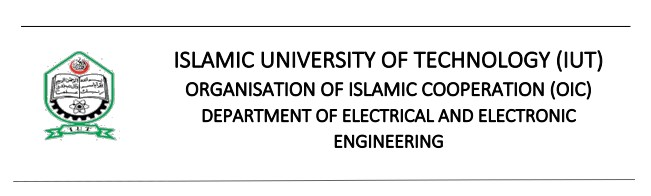 ISLAMIC UNIVERSITY OF TECHNOLOGY (IUT)
ORGANISATION OF ISLAMIC COOPERATION (OIC)
DEPARTMENT OF ELECTRICAL AND ELECTRONIC
ENGINEERING
I U T